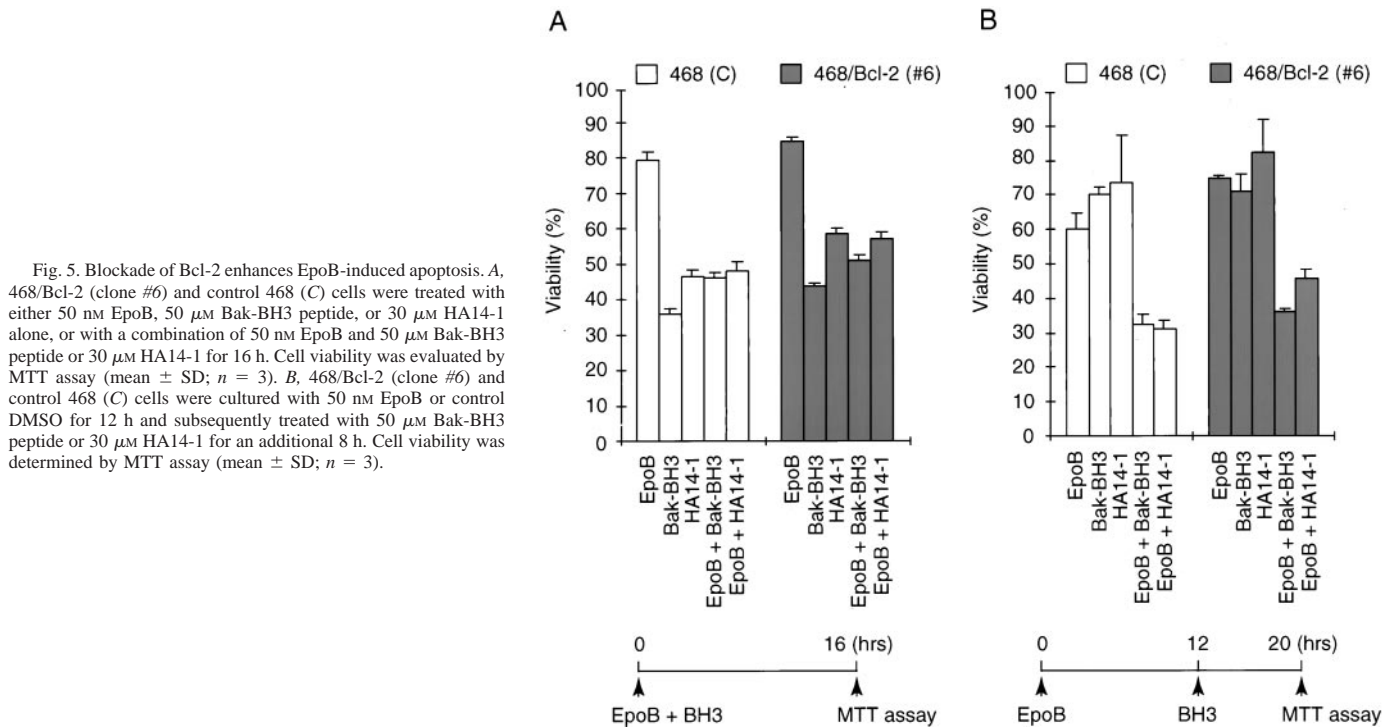 Fig. 5. Blockade of Bcl-2 enhances EpoB-induced apoptosis. A,
468/Bcl-2 (clone #6) and control 468 (C) cells were treated with
either 50 nM EpoB, 50 μM Bak-BH3 peptide, or 30 μM HA14-1
alone, or with a combination of 50 nM EpoB and 50 μM Bak-BH3
peptide or 30 μM HA14-1 for 16 h. Cell viability was evaluated by
MTT assay (mean ± SD; n = 3). B, 468/Bcl-2 (clone #6) and
control 468 (C) cells were cultured with 50 nM EpoB or control
DMSO for 12 h and subsequently treated with 50 μM Bak-BH3
peptide or 30 μM HA14-1 for an additional 8 h. Cell viability was
determined by MTT assay (mean ± SD; n = 3).
A
468 (C) 468/Bcl-2 (#6)
Viability (%)
100
90
80
70
60
50
40
30
20
10
0
EpoB
Bak-BH3
HA14-1
EpoB + Bak-BH3
EpoB + HA14-1
EpoB
Bak-BH3
HA14-1
EpoB + Bak-BH3
EpoB + HA14-1
0 16 (hrs)
EpoB + BH3 MTT assay
B
468 (C) 468/Bcl-2 (#6)
Viability (%)
100
90
80
70
60
50
40
30
20
10
0
EpoB
Bak-BH3
HA14-1
EpoB + Bak-BH3
EpoB + HA14-1
EpoB
Bak-BH3
HA14-1
EpoB + Bak-BH3
EpoB + HA14-1
0 12 20 (hrs)
EpoB BH3 MTT assay